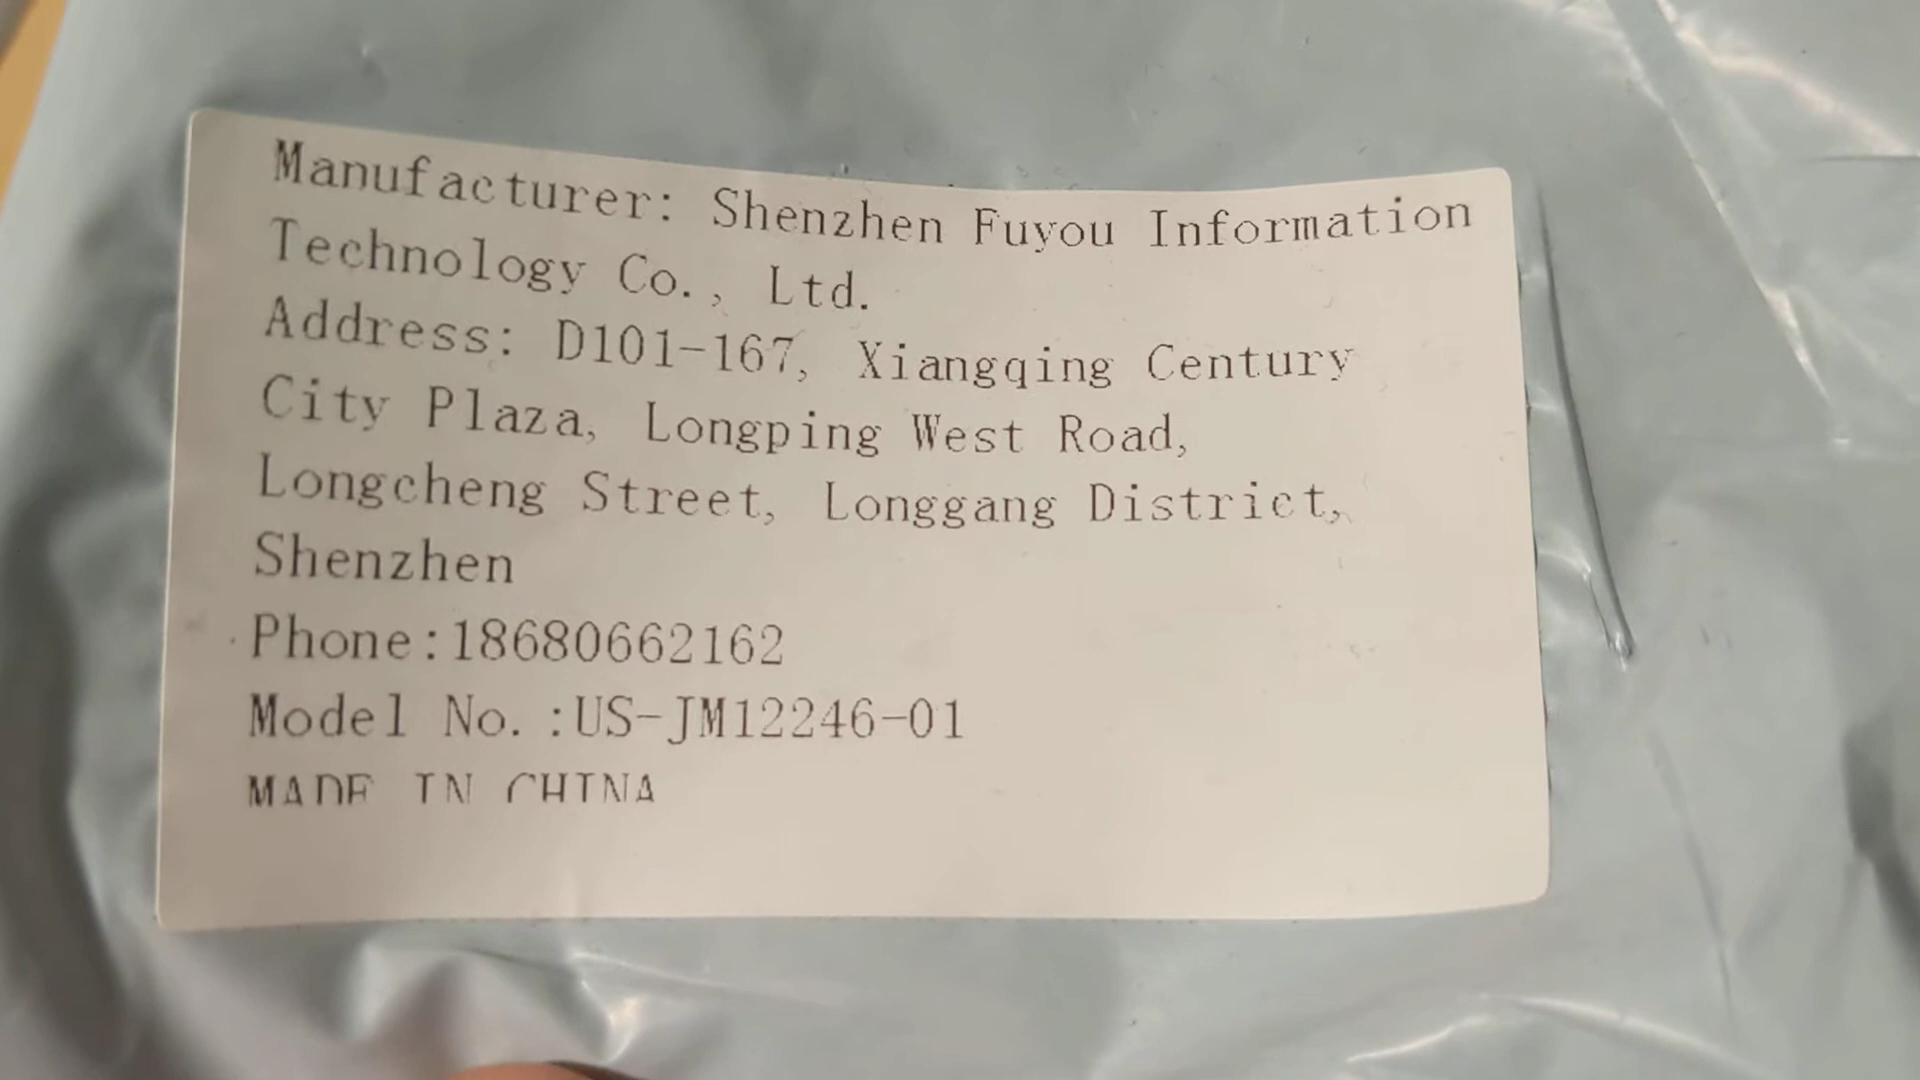 Manufacturer: Shenzhen Fuyou Information
Technology Co., Ltd.
Address: D101-167, Xiangqing Century
City Plaza, Longping West Road,
Longcheng Street, Longgang District,
Shenzhen
Phone:18680662162
Model No.:US-JM12246-01
MADE IN CHINA